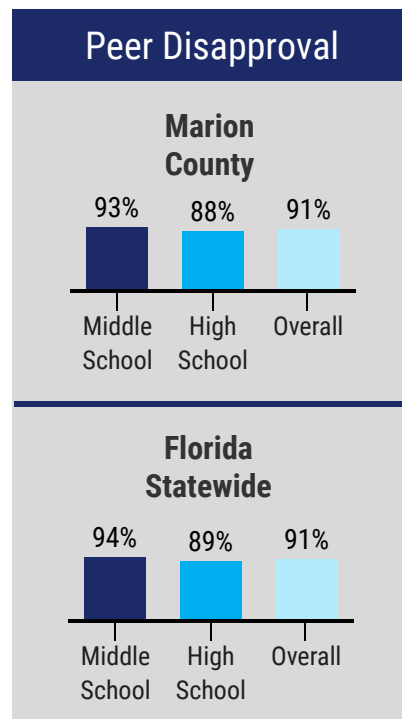 Peer Disapproval
Marion
County
93% 88% 91%
Middle High Overall
School School
Florida
Statewide
94% 89% 91%
Middle High Overall
School School